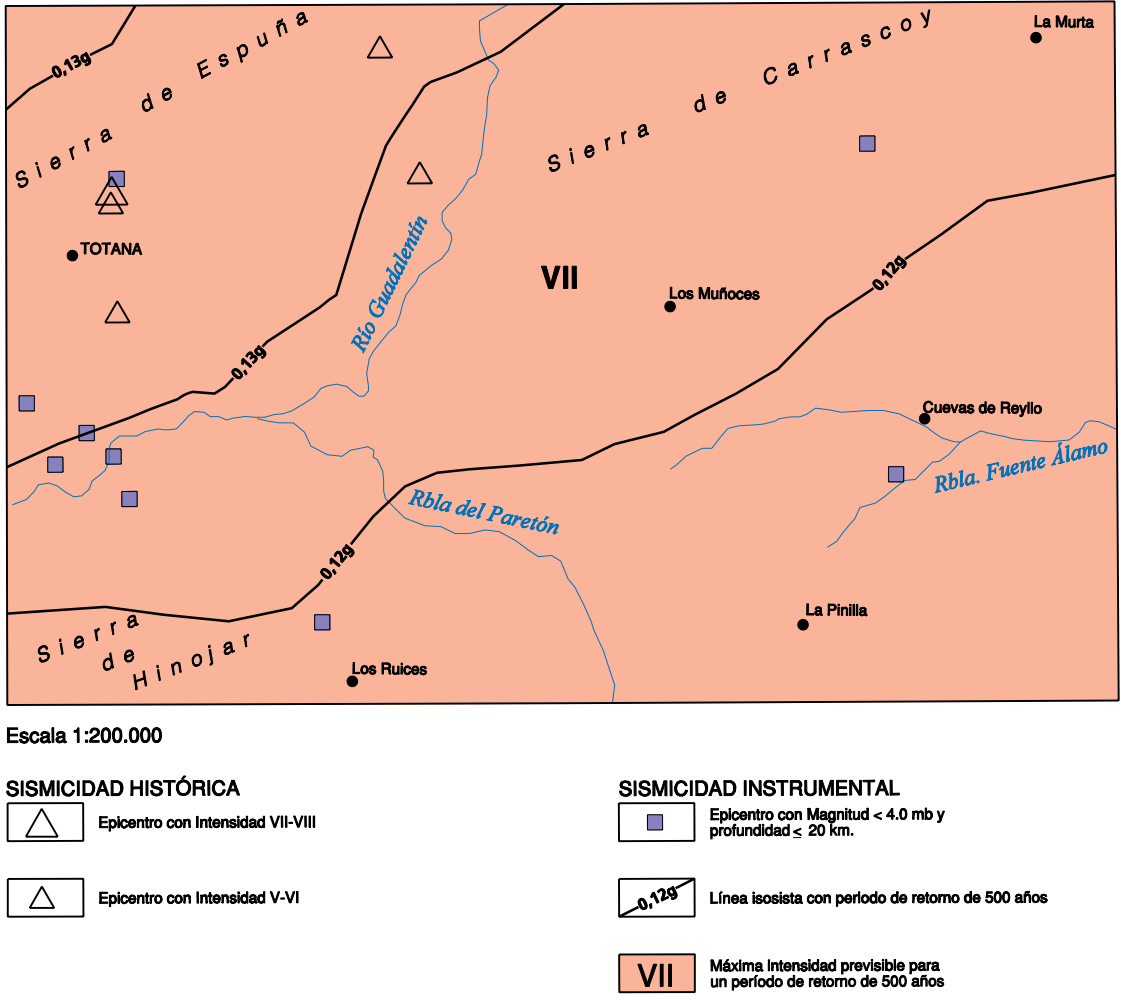 La Murta
0,13g
Sierra de Espuña
Sierra de Carrascoy
TOTANA
Río Guadalentín
VII
Los Muñoces
0,12g
0,13g
Cuevas de Reyllo
Rbla. Fuente Álamo
Rbla del Paretón
0,12g
La Pinilla
Sierra
de
Hinojar
Los Ruices
Escala 1:200.000
SISMICIDAD HISTÓRICA
Epicentro con Intensidad VII-VIII
Epicentro con Intensidad V-VI
SISMICIDAD INSTRUMENTAL
Epicentro con Magnitud < 4.0 mb y
profundidad ≤ 20 km.
0,12g
Línea isosista con periodo de retorno de 500 años
VII
Máxima Intensidad previsible para
un período de retorno de 500 años